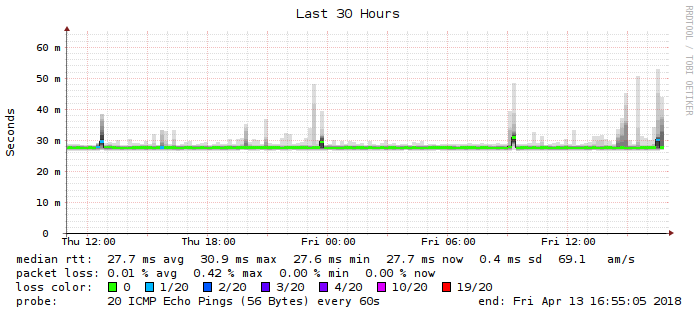 Last 30 Hours
RRDTOOL / TOBI OETIKER
Seconds
60 m
50 m
40 m
30 m
20 m
10 m
0
Thu 12:00 Thu 18:00 Fri 00:00 Fri 06:00 Fri 12:00
median rtt: 27.7 ms avg 30.9 ms max 27.6 ms min 27.7 ms now 0.4 ms sd 69.1 am/s
packet loss: 0.01 % avg 0.42 % max 0.00 % min 0.00 % now
loss color: 0 1/20 2/20 3/20 4/20 10/20 19/20
probe: 20 ICMP Echo Pings (56 Bytes) every 60s end: Fri Apr 13 16:55:05 2018